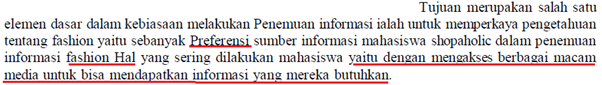 Tujuan merupakan salah satu
elemen dasar dalam kebiasaan melakukan Penemuan informasi ialah untuk memperkaya pengetahuan
tentang fashion yaitu sebanyak Preferensi sumber informasi mahasiswa shopaholic dalam penemuan
informasi fashion Hal yang sering dilakukan mahasiswa yaitu dengan mengakses berbagai macam
media untuk bisa mendapatkan informasi yang mereka butuhkan.